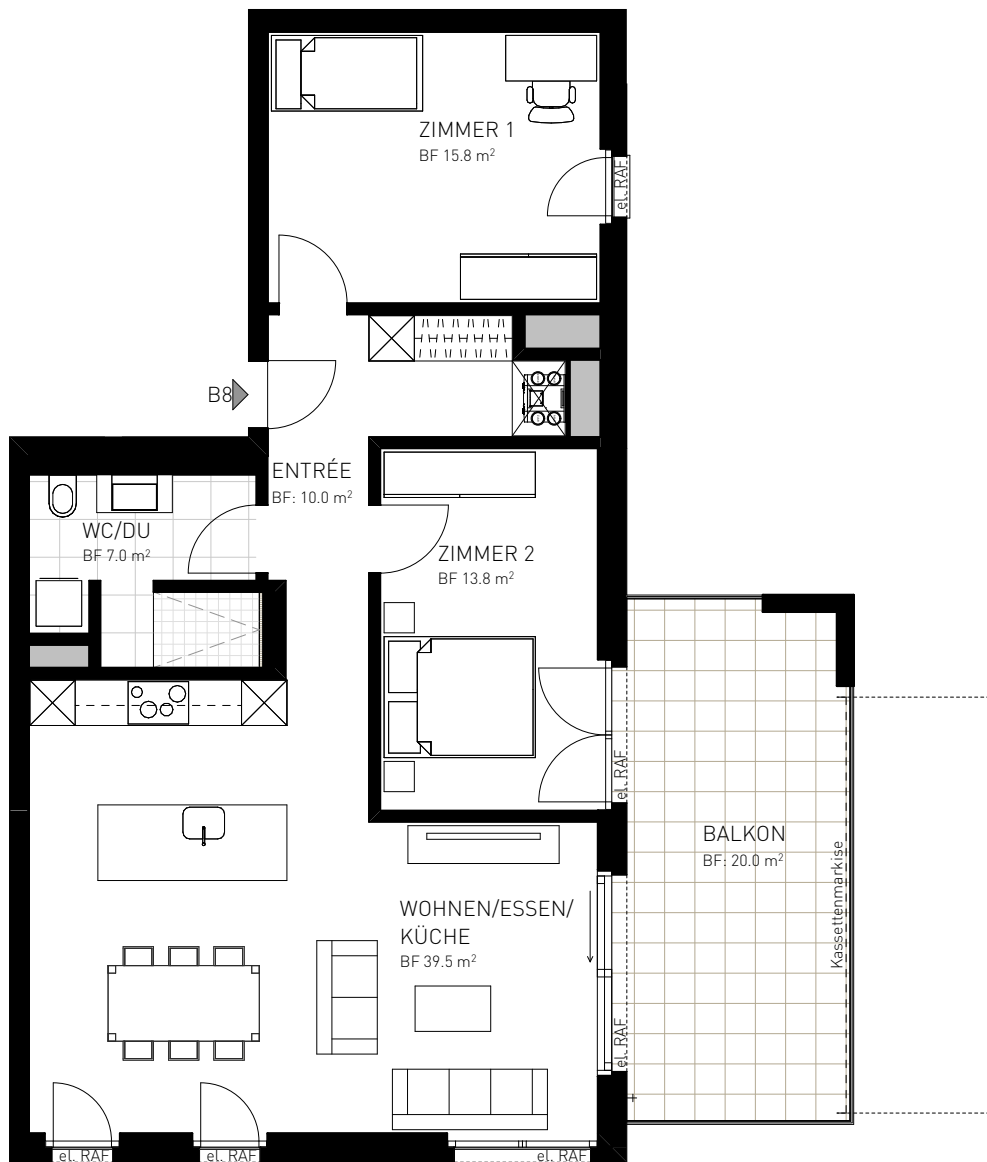 ZIMMER 1
BF 15.8 m²
el. RAF
B8
ENTRÉE
BF: 10.0 m²
WC/DU
BF 7.0 m²
ZIMMER 2
BF 13.8 m²
el. RAF
BALKON
BF: 20.0 m²
Kassettenmarkise
WOHNEN/ESSEN/
KÜCHE
BF 39.5 m²
el. RAF
el. RAF
el. RAF
el. RAF